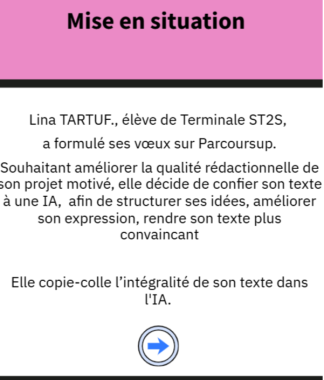 Mise en situation
Lina TARTUF., élève de Terminale ST2S,
a formulé ses vœux sur Parcoursup.
Souhaitant améliorer la qualité rédactionnelle de
son projet motivé, elle décide de confier son texte
à une IA, afin de structurer ses idées, améliorer
son expression, rendre son texte plus
convaincant
Elle copie-colle l’intégralité de son texte dans
l'IA.